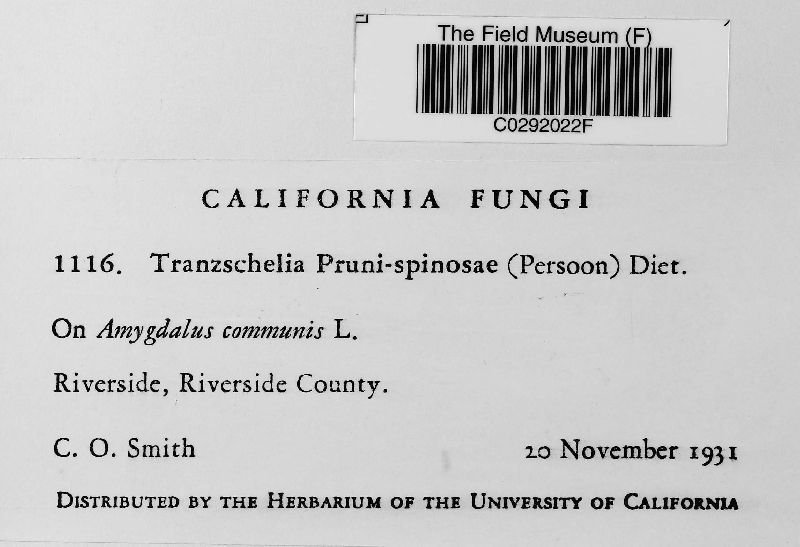 The Field Museum (F)
C0292022F
CALIFORNIA FUNGI
1116. Tranzschelia Pruni-spinosae (Persoon) Diet.
On Amygdalus communis L.
Riverside, Riverside County.
C. O. Smith 20 November 1931
DISTRIBUTED BY THE HERBARIUM OF THE UNIVERSITY OF CALIFORNIA